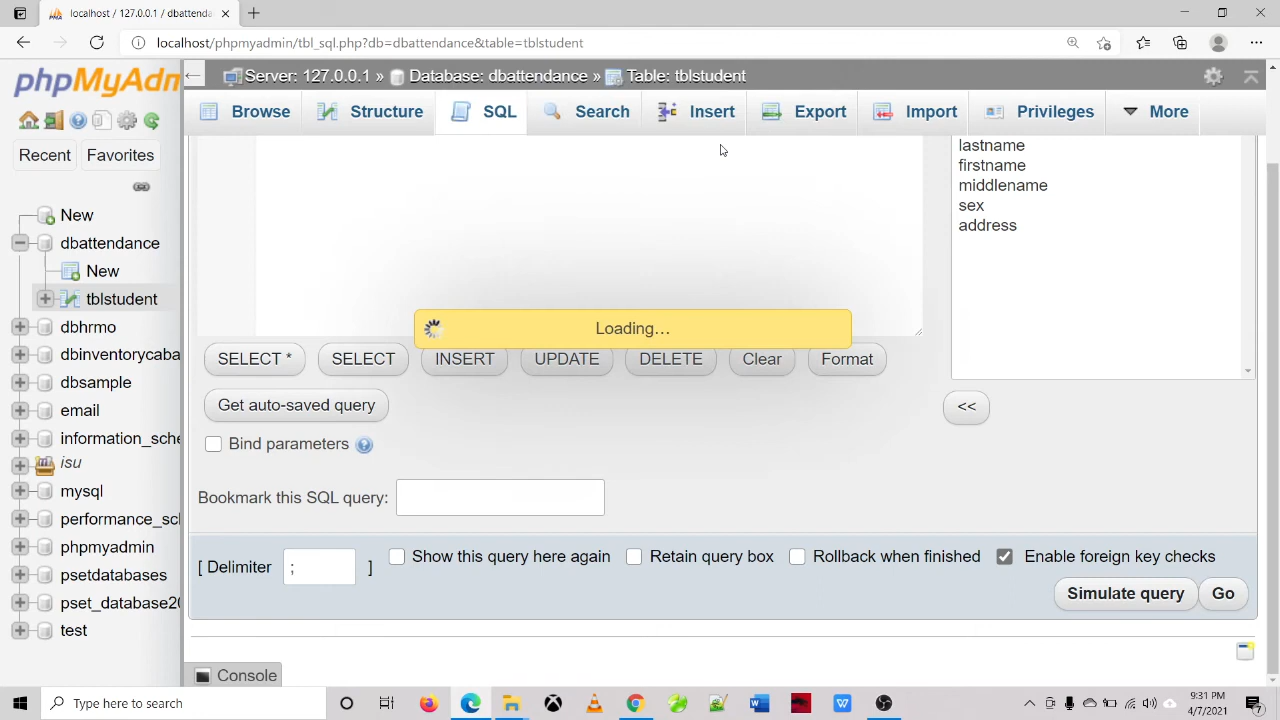 localhost / 127.0.0.1 / dbattenda
localhost/phpmyadmin/tbl_sql.php?db=dbattendance&table=tblstudent
phpMyAdm
Server: 127.0.0.1 » Database: dbattendance » Table: tblstudent
Browse Structure SQL Search Insert Export Import Privileges More
Recent Favorites
New
dbattendance
New
tblstudent
dbhrmo
dbinventorycaba
dbsample
email
information_sche
isu
mysql
performance_scl
phpmyadmin
psetdatabases
pset_database20
test
lastname
firstname
middlename
sex
address
Loading...
SELECT * SELECT INSERT UPDATE DELETE Clear Format
<<
Get auto-saved query
Bind parameters
Bookmark this SQL query:
[ Delimiter ; ] Show this query here again Retain query box Rollback when finished Enable foreign key checks
Simulate query Go
Console
Type here to search
9:31 PM
4/7/2021
7